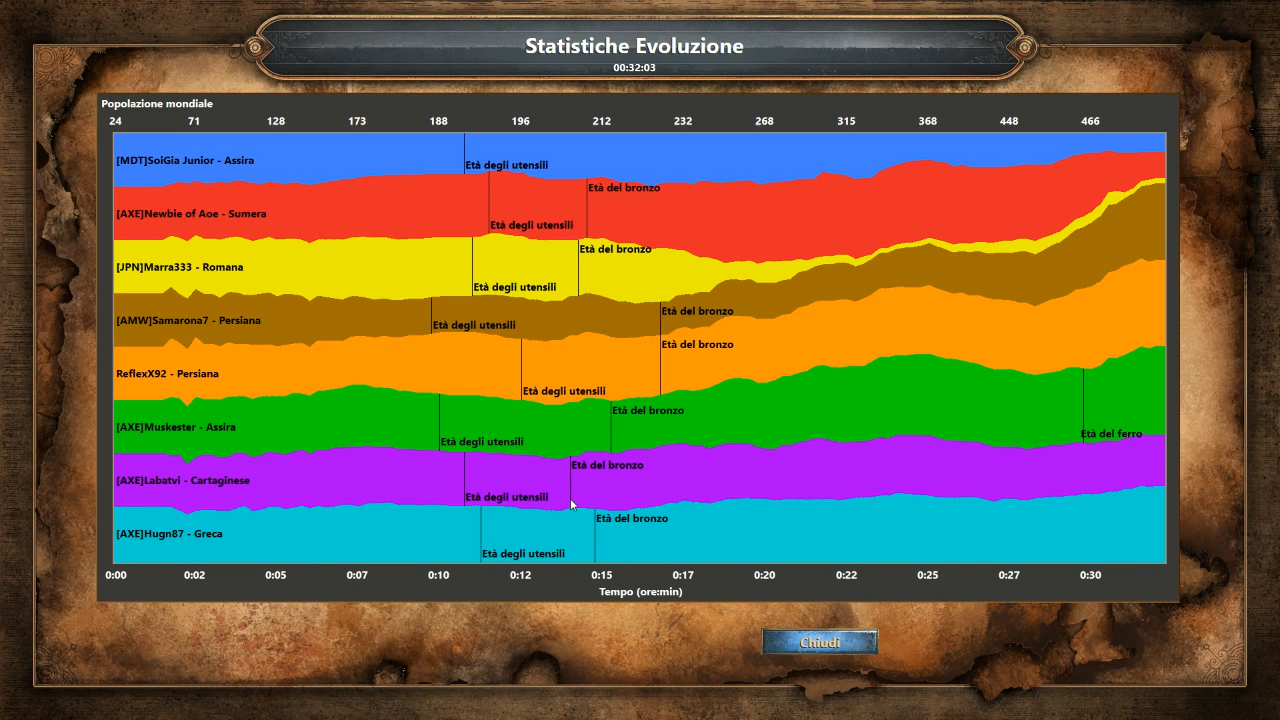 Statistiche Evoluzione
00:32:03
Popolazione mondiale
24 71 128 173 188 196 212 232 268 315 368 448 466
[MDT]SoiGia Junior - Assira
Età degli utensili
Età del bronzo
[AXE]Newbie of Aoe - Sumera
Età degli utensili
Età del bronzo
[JPN]Marra333 - Romana
Età degli utensili
Età del bronzo
[AMW]Samarona7 - Persiana
Età degli utensili
Età del bronzo
ReflexX92 - Persiana
Età degli utensili
Età del bronzo
[AXE]Muskester - Assira
Età del ferro
Età degli utensili
Età del bronzo
[AXE]Labatvi - Cartaginese
Età degli utensili
Età del bronzo
[AXE]Hugn87 - Greca
Età degli utensili
0:00 0:02 0:05 0:07 0:10 0:12 0:15 0:17 0:20 0:22 0:25 0:27 0:30
Tempo (ore:min)
Chiudi